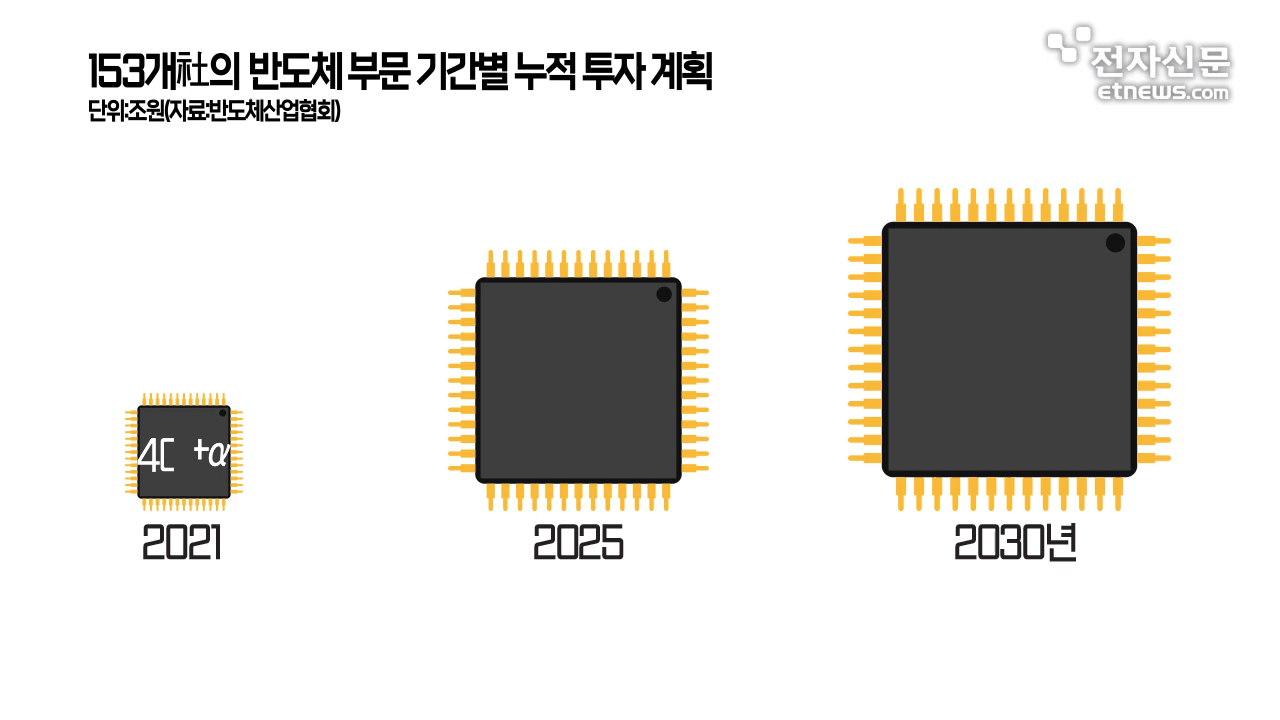 153개社의 반도체 부문 기간별 누적 투자 계획
단위:조원(자료:반도체산업협회)
전자신문
etnews.com
+α
2021
2025
2030년